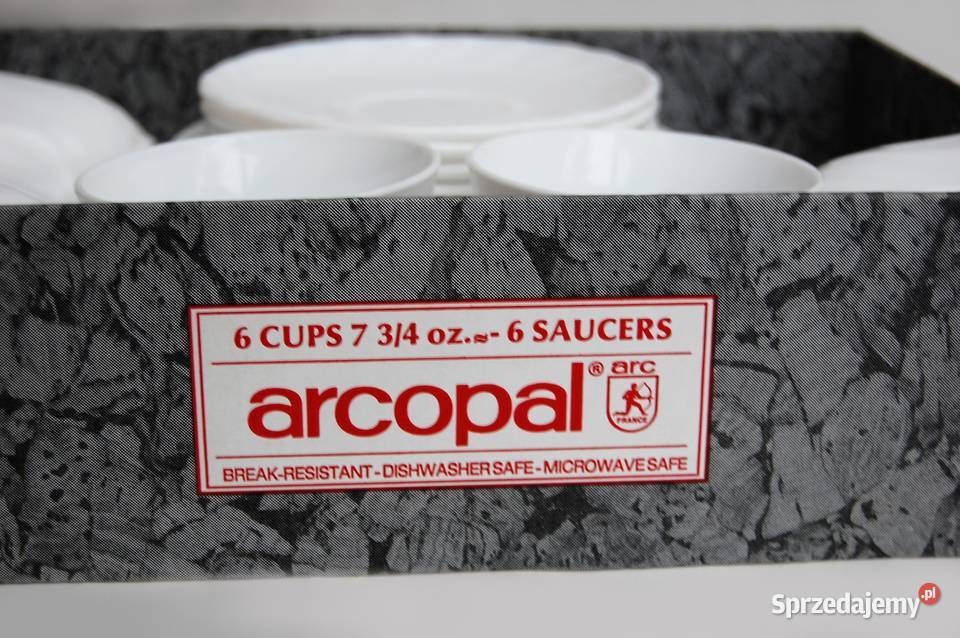 6 CUPS 7 3/4 oz.≈- 6 SAUCERS
arcopal® arc
FRANCE
BREAK-RESISTANT - DISHWASHER SAFE - MICROWAVE SAFE
Sprzedajemy.pl